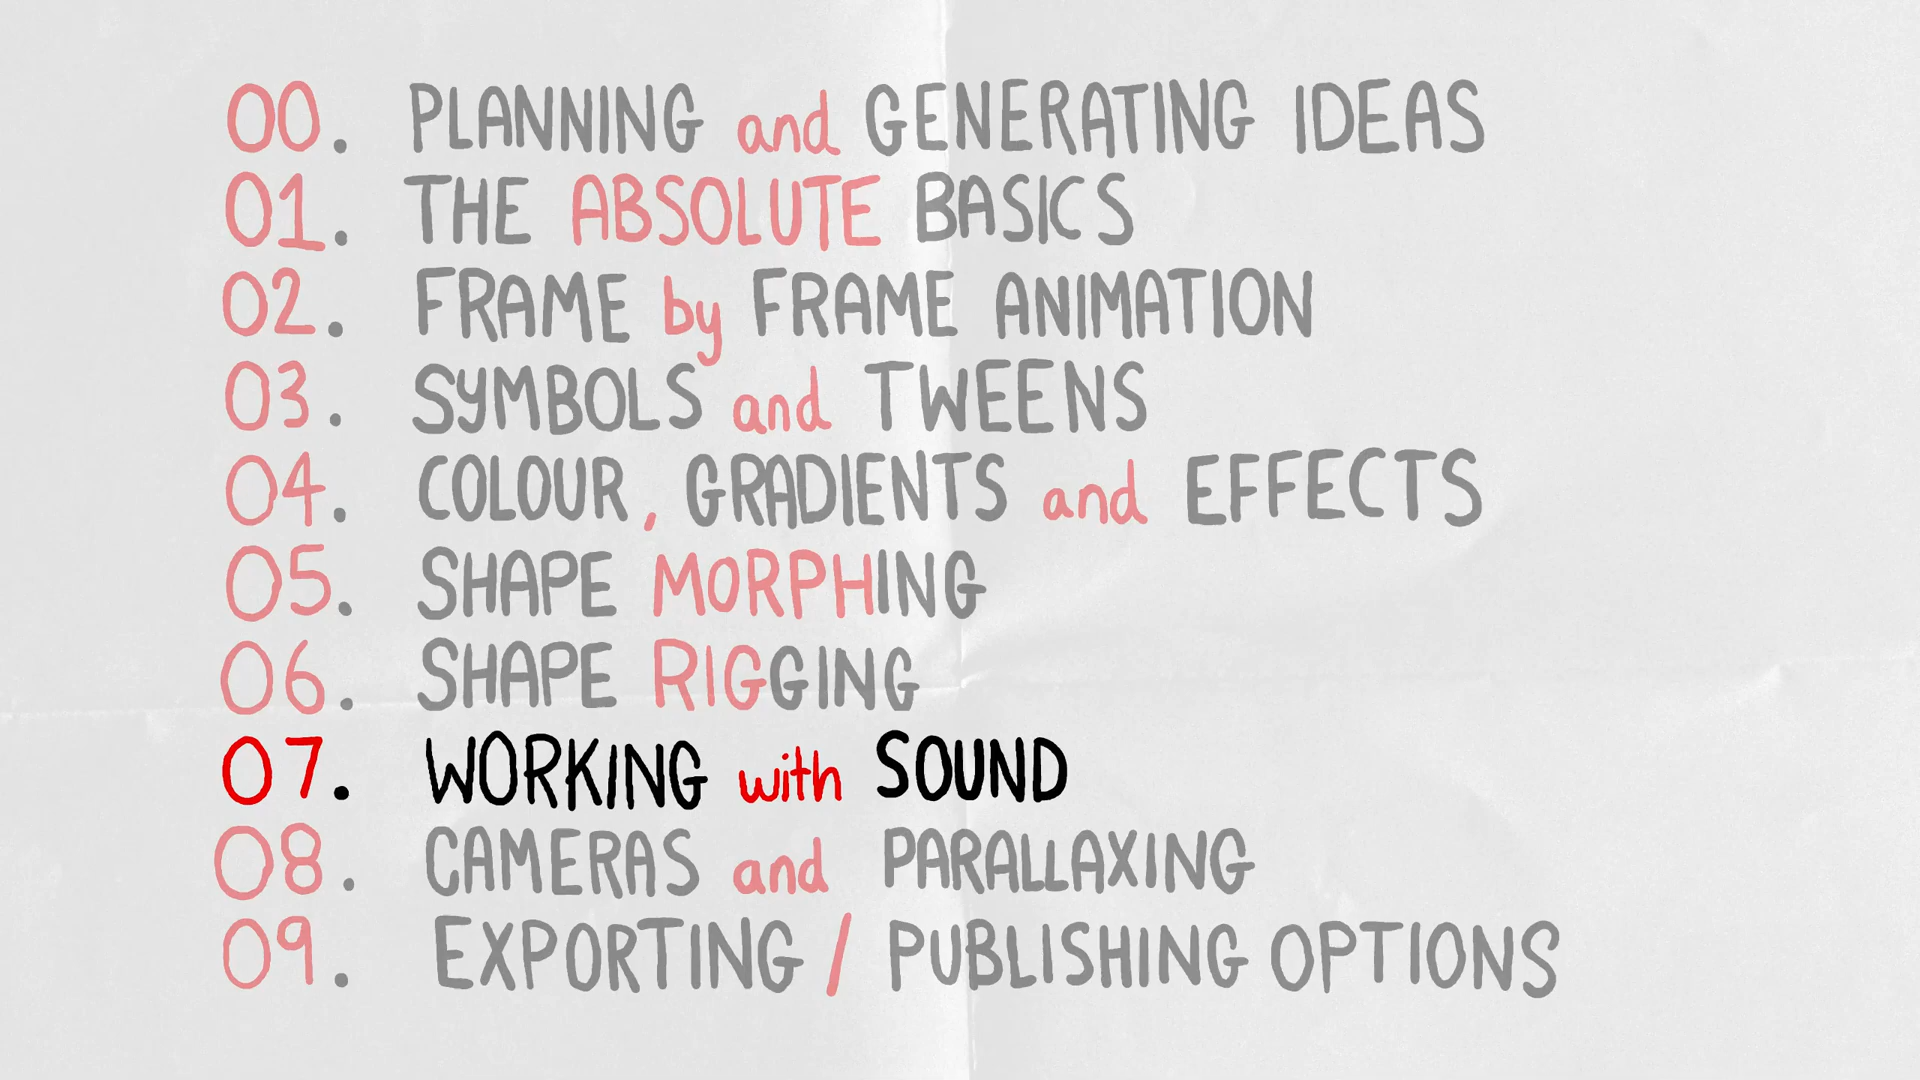 00. PLANNING and GENERATING IDEAS
01. THE ABSOLUTE BASICS
02. FRAME by FRAME ANIMATION
03. SYMBOLS and TWEENS
04. COLOUR, GRADIENTS and EFFECTS
05. SHAPE MORPHING
06. SHAPE RIGGING
07. WORKING with SOUND
08. CAMERAS and PARALLAXING
09. EXPORTING / PUBLISHING OPTIONS